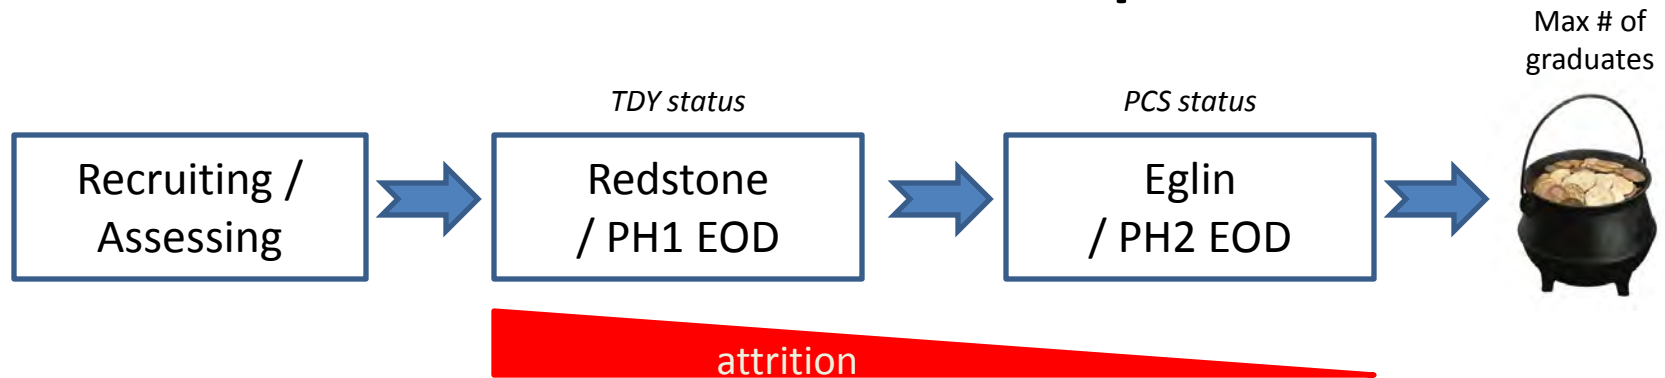 Max # of
graduates
TDY status
PCS status
Recruiting /
Assessing
Redstone
/ PH1 EOD
Eglin
/ PH2 EOD
attrition